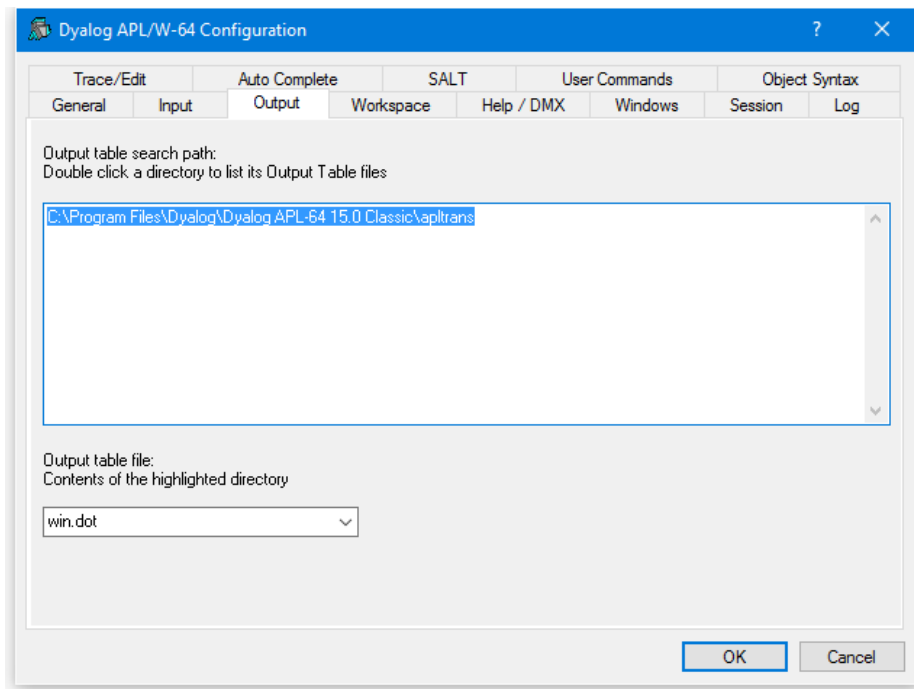 Dyalog APL/W-64 Configuration
Trace/Edit Auto Complete SALT User Commands Object Syntax
General Input Output Workspace Help / DMX Windows Session Log
Output table search path:
Double click a directory to list its Output Table files
C:\Program Files\Dyalog\Dyalog APL-64 15.0 Classic\apltrans
Output table file:
Contents of the highlighted directory
win.dot
OK Cancel